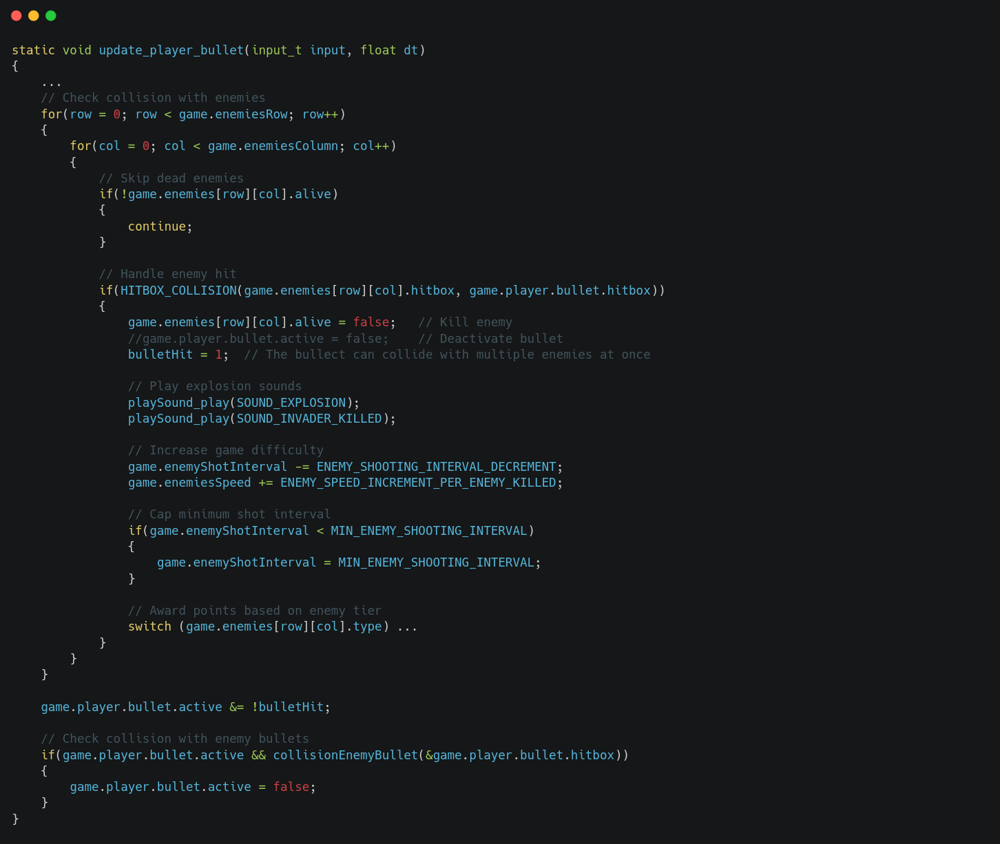 static void update_player_bullet(input_t input, float dt)
{
    ...
    // Check collision with enemies
    for(row = 0; row < game.enemiesRow; row++)
    {
        for(col = 0; col < game.enemiesColumn; col++)
        {
            // Skip dead enemies
            if(!game.enemies[row][col].alive)
            {
                continue;
            }

            // Handle enemy hit
            if(HITBOX_COLLISION(game.enemies[row][col].hitbox, game.player.bullet.hitbox))
            {
                game.enemies[row][col].alive = false;   // Kill enemy
                //game.player.bullet.active = false;    // Deactivate bullet
                bulletHit = 1;  // The bullect can collide with multiple enemies at once

                // Play explosion sounds
                playSound_play(SOUND_EXPLOSION);
                playSound_play(SOUND_INVADER_KILLED);

                // Increase game difficulty
                game.enemyShotInterval -= ENEMY_SHOOTING_INTERVAL_DECREMENT;
                game.enemiesSpeed += ENEMY_SPEED_INCREMENT_PER_ENEMY_KILLED;

                // Cap minimum shot interval
                if(game.enemyShotInterval < MIN_ENEMY_SHOOTING_INTERVAL)
                {
                    game.enemyShotInterval = MIN_ENEMY_SHOOTING_INTERVAL;
                }

                // Award points based on enemy tier
                switch (game.enemies[row][col].type) ...
            }
        }
    }

    game.player.bullet.active &= !bulletHit;

    // Check collision with enemy bullets
    if(game.player.bullet.active && collisionEnemyBullet(&game.player.bullet.hitbox))
    {
        game.player.bullet.active = false;
    }
}